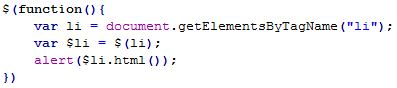 $(function(){
    var li = document.getElementsByTagName("li");
    var $li = $(li);
    alert($li.html());
})